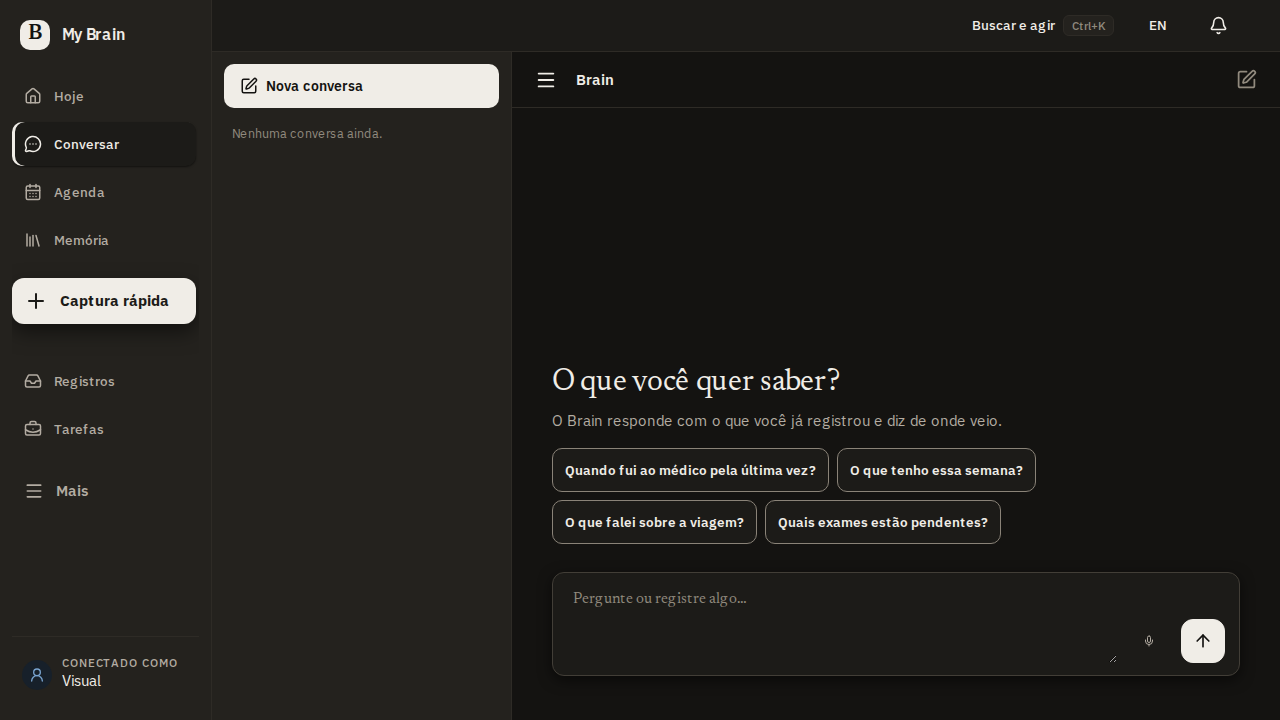 B My Brain
Hoje
Conversar
Agenda
Memória
Captura rápida
Registros
Tarefas
Mais
CONECTADO COMO
Visual
Buscar e agir Ctrl+K EN
Nova conversa
Nenhuma conversa ainda.
Brain
O que você quer saber?
O Brain responde com o que você já registrou e diz de onde veio.
Quando fui ao médico pela última vez? O que tenho essa semana?
O que falei sobre a viagem? Quais exames estão pendentes?
Pergunte ou registre algo...